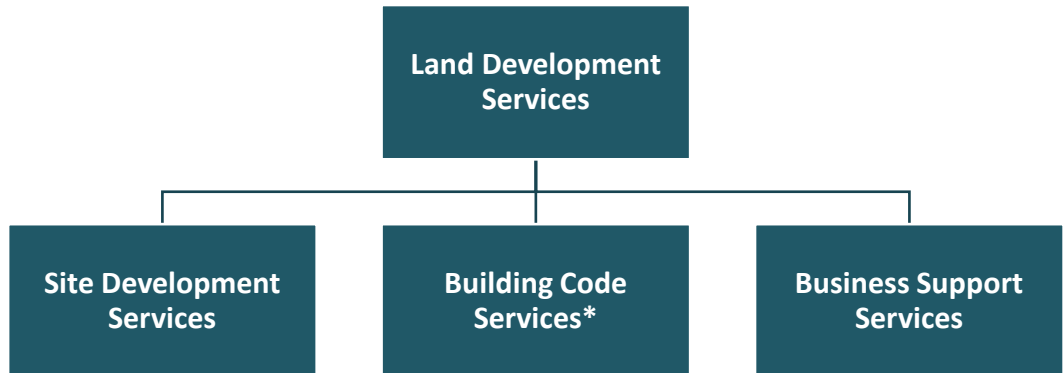 Land Development
Services
Site Development
Services
Building Code
Services*
Business Support
Services